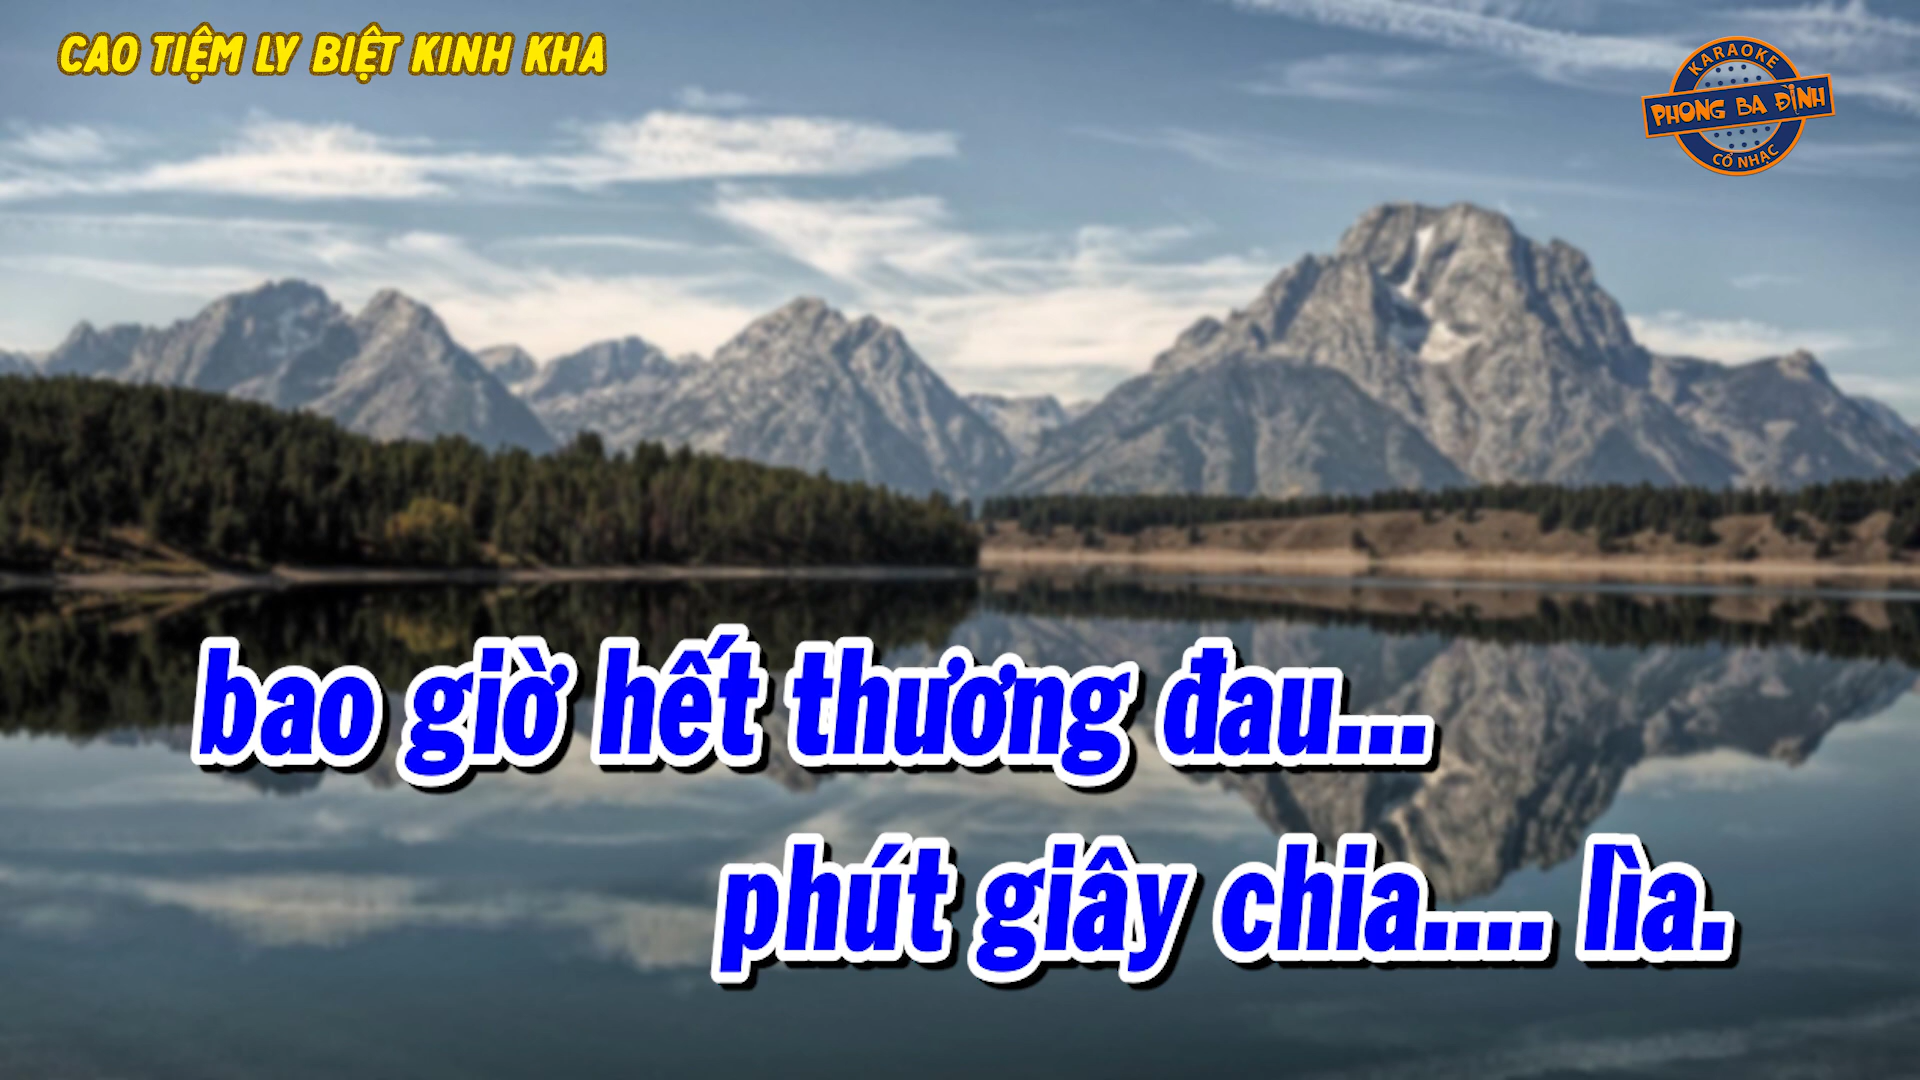 CAO TIỆM LY BIỆT KINH KHA
KARAOKE
PHONG BA ĐÌNH
CỔ NHẠC
bao giờ hết thương đau...
phút giây chia.... lìa.